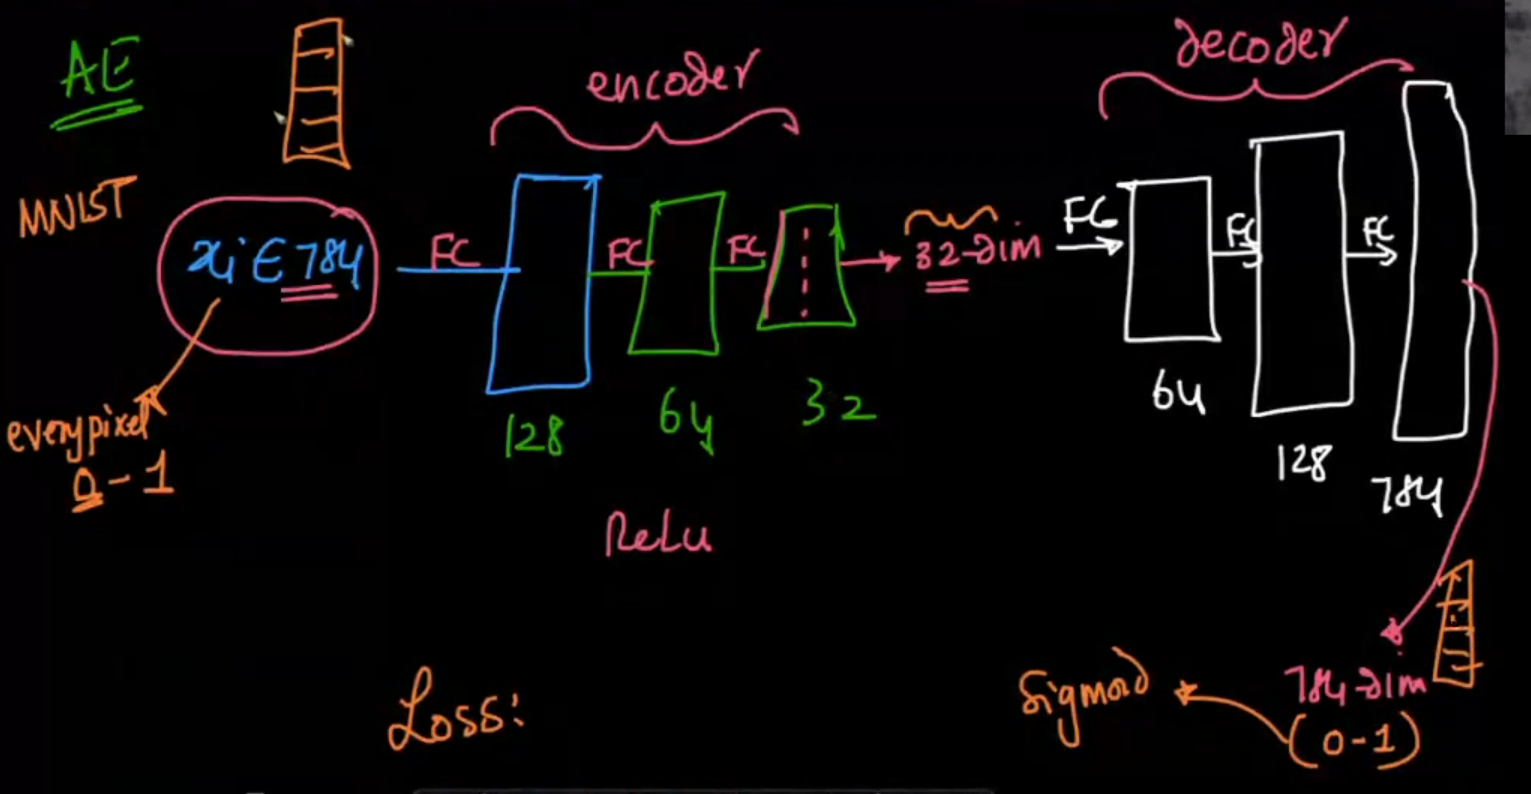 AE
encoder
decoder
MNIST
xi ∈ 784
FC
FC
FC
32-dim
FC
FC
FC
every pixel
0 - 1
128
64
32
64
128
784
ReLu
Loss:
Sigmoid
784-dim
(0-1)